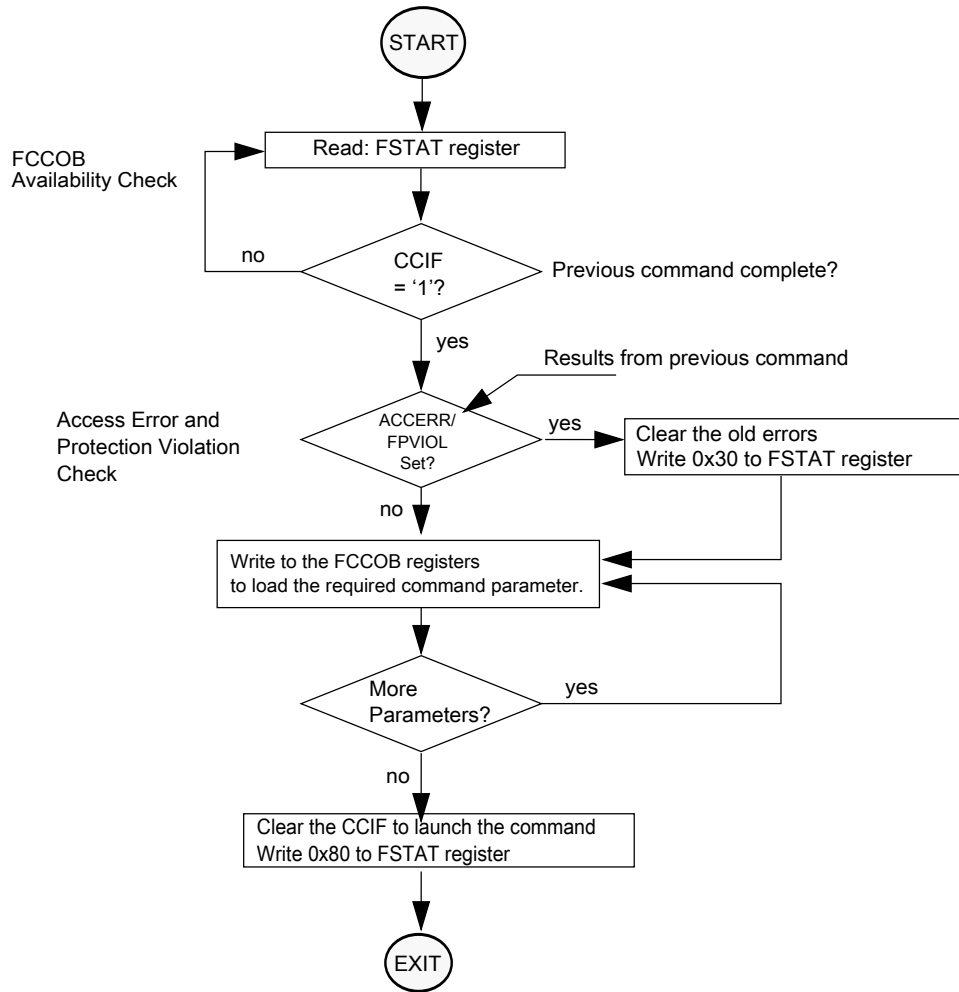 START
Read: FSTAT register
FCCOB
Availability Check
no
CCIF
= ‘1’?
Previous command complete?
yes
Results from previous command
Access Error and
Protection Violation
Check
ACCERR/
FPVIOL
Set?
yes
Clear the old errors
Write 0x30 to FSTAT register
no
Write to the FCCOB registers
to load the required command parameter.
More
Parameters?
yes
no
Clear the CCIF to launch the command
Write 0x80 to FSTAT register
EXIT